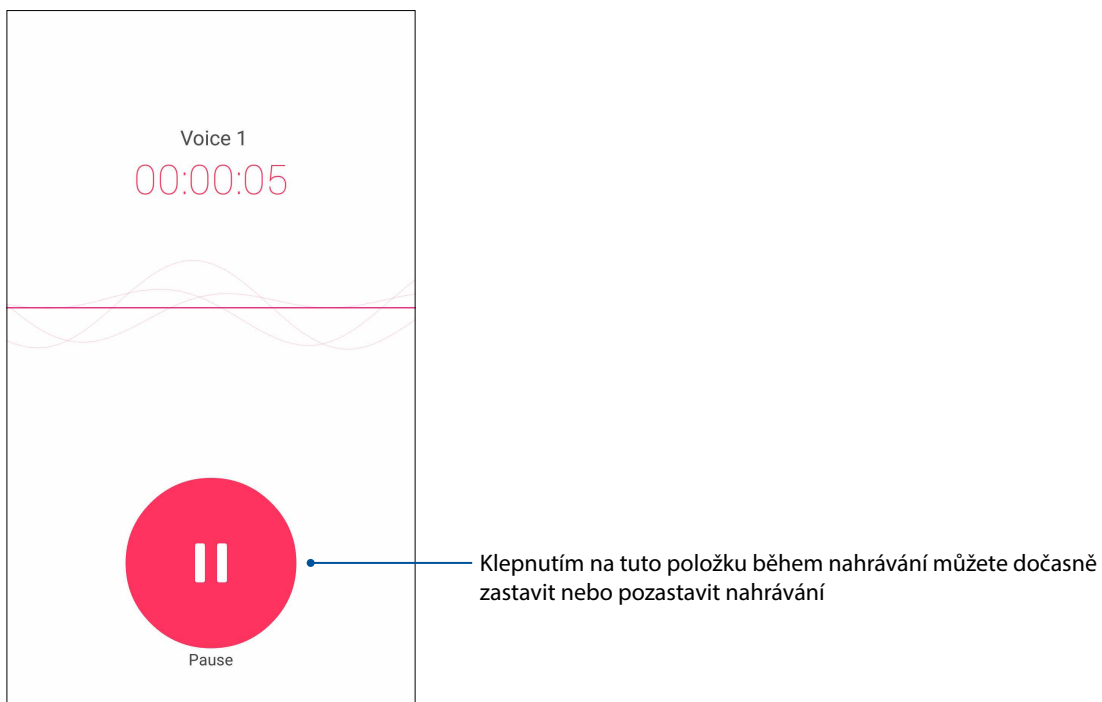 Voice 1
00:00:05
Klepnutím na tuto položku během nahrávání můžete dočasně
zastavit nebo pozastavit nahrávání
Pause